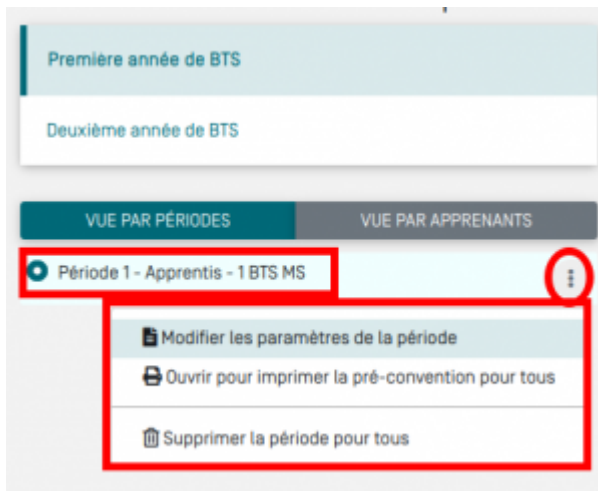 Première année de BTS
Deuxième année de BTS
VUE PAR PÉRIODES
VUE PAR APPRENANTS
Période 1 - Apprentis - 1 BTS MS
Modifier les paramètres de la période
Ouvrir pour imprimer la pré-convention pour tous
Supprimer la période pour tous